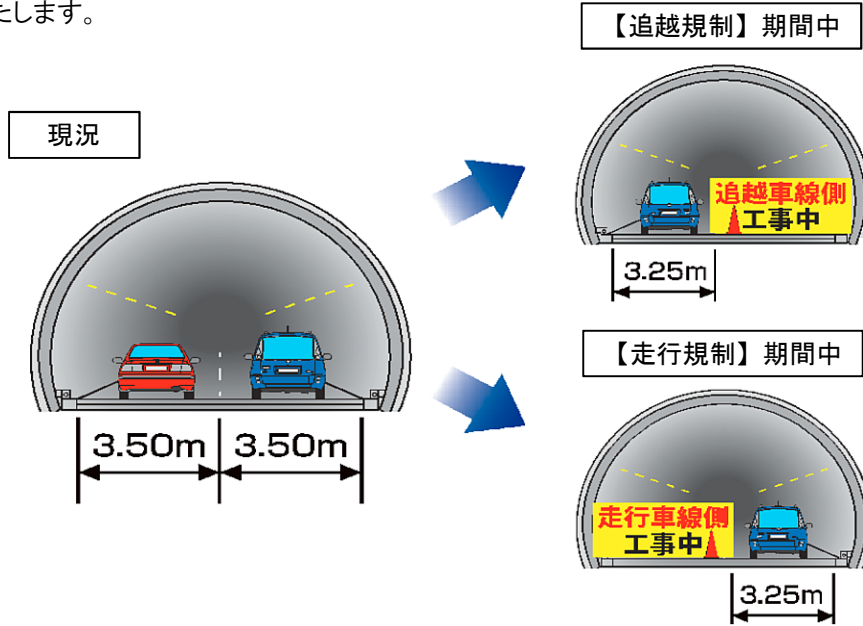 たします。
【追越規制】期間中
現況
追越車線側
工事中
3.25m
3.50m
3.50m
【走行規制】期間中
走行車線側
工事中
3.25m